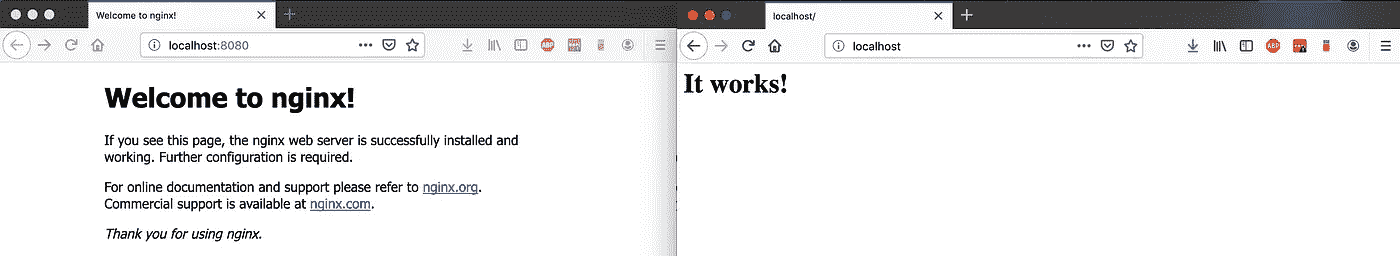 Welcome to nginx!
localhost:8080
ABP
Welcome to nginx!
If you see this page, the nginx web server is successfully installed and
working. Further configuration is required.
For online documentation and support please refer to nginx.org.
Commercial support is available at nginx.com.
Thank you for using nginx.
localhost/
localhost
ABP
It works!